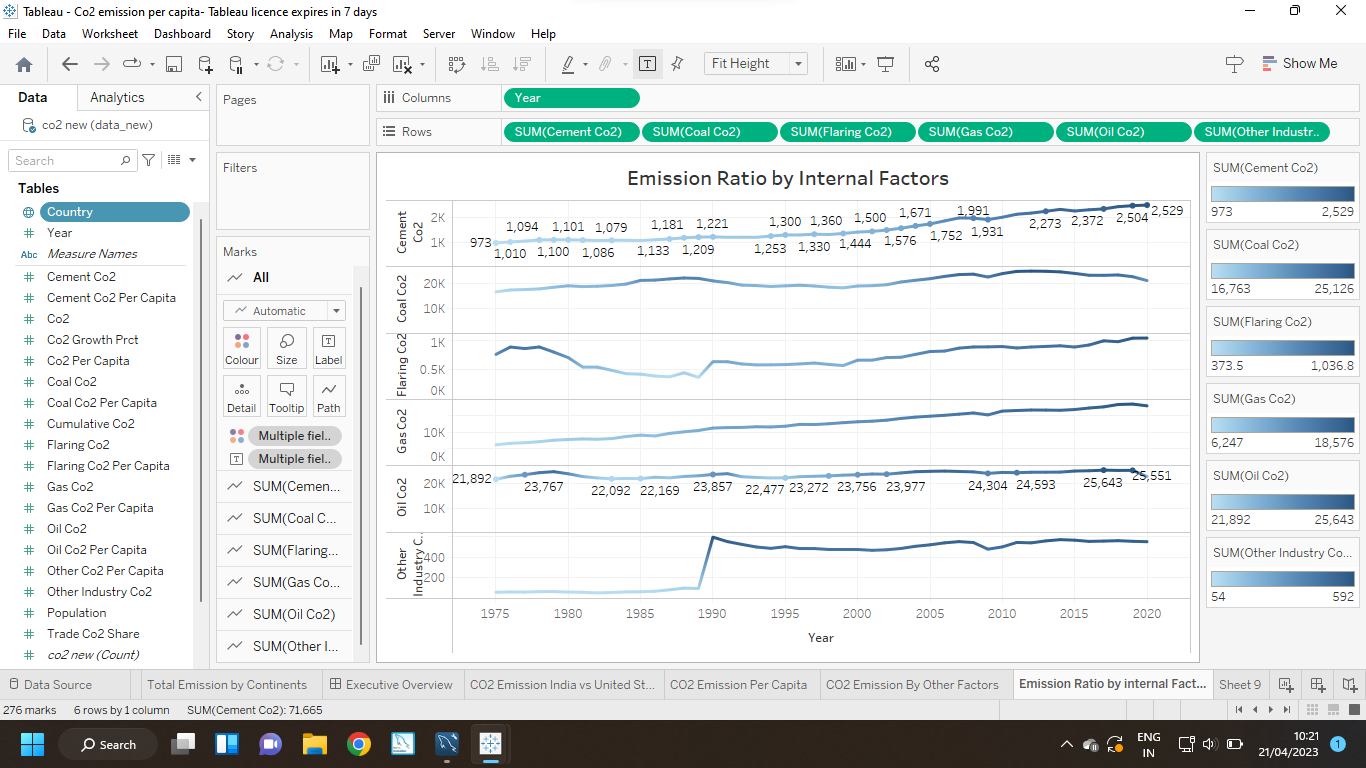 Tableau - Co2 emission per capita- Tableau licence expires in 7 days
File Data Worksheet Dashboard Story Analysis Map Format Server Window Help
Fit Height
Show Me
Data Analytics
co2 new (data_new)
Search
Tables
Country
Year
Abc Measure Names
Cement Co2
Cement Co2 Per Capita
Co2
Co2 Growth Prct
Co2 Per Capita
Coal Co2
Coal Co2 Per Capita
Cumulative Co2
Flaring Co2
Flaring Co2 Per Capita
Gas Co2
Gas Co2 Per Capita
Oil Co2
Oil Co2 Per Capita
Other Co2 Per Capita
Other Industry Co2
Population
Trade Co2 Share
co2 new (Count)
Pages
Filters
Marks
All
Automatic
Colour Size Label
Detail Tooltip Path
Multiple fiel..
Multiple fiel..
SUM(Cemen...
SUM(Coal C...
SUM(Flaring...
SUM(Gas Co...
SUM(Oil Co2)
SUM(Other I...
Columns Year
Rows SUM(Cement Co2) SUM(Coal Co2) SUM(Flaring Co2) SUM(Gas Co2) SUM(Oil Co2) SUM(Other Industr..
Emission Ratio by Internal Factors
Cement
Co2
2K
1K
973 1,094 1,101 1,079 1,181 1,221 1,300 1,360 1,500 1,671 1,991 2,504 2,529
1,010 1,100 1,086 1,133 1,209 1,253 1,330 1,444 1,576 1,752 1,931 2,273 2,372
Coal Co2
20K
10K
Flaring Co2
1K
0.5K
0K
Gas Co2
10K
0K
Oil Co2
20K
10K
21,892 23,767 22,092 22,169 23,857 22,477 23,272 23,756 23,977 24,304 24,593 25,643 25,551
Other
Industry C..
400
200
1975 1980 1985 1990 1995 2000 2005 2010 2015 2020
Year
SUM(Cement Co2)
973 2,529
SUM(Coal Co2)
16,763 25,126
SUM(Flaring Co2)
373.5 1,036.8
SUM(Gas Co2)
6,247 18,576
SUM(Oil Co2)
21,892 25,643
SUM(Other Industry Co...
54 592
Data Source Total Emission by Continents Executive Overview CO2 Emission India vs United St... CO2 Emission Per Capita CO2 Emission By Other Factors Emission Ratio by internal Fact... Sheet 9
276 marks 6 rows by 1 column SUM(Cement Co2): 71,665
Search
ENG
IN
10:21
21/04/2023
1